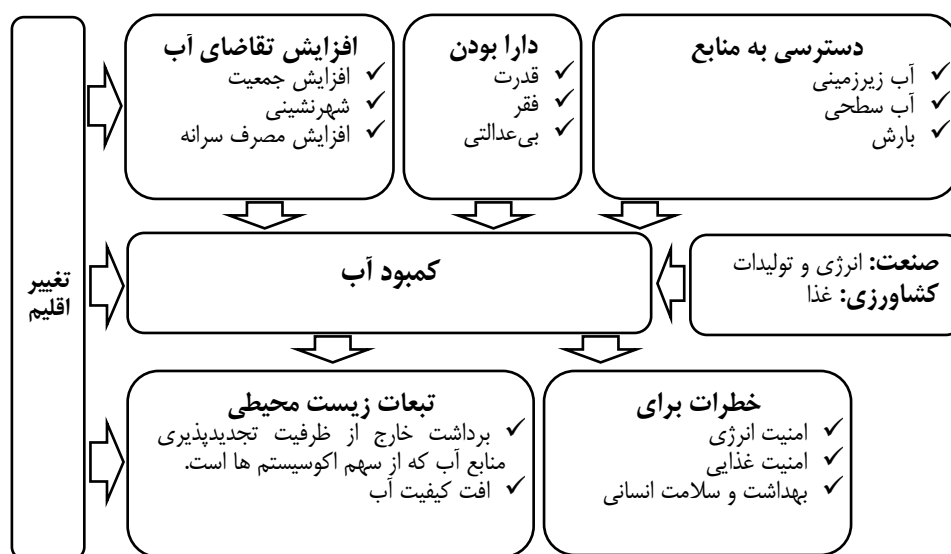 دسترسی به منابع
✓ آب زیرزمینی
✓ آب سطحی
✓ بارش
دارا بودن
✓ قدرت
✓ فقر
✓ بی‌عدالتی
افزایش تقاضای آب
✓ افزایش جمعیت
✓ شهرنشینی
✓ افزایش مصرف سرانه
صنعت: انرژی و تولیدات
کشاورزی: غذا
کمبود آب
تغییر
اقلیم
خطرات برای
✓ امنیت انرژی
✓ امنیت غذایی
✓ بهداشت و سلامت انسانی
تبعات زیست محیطی
✓ برداشت خارج از ظرفیت تجدیدپذیری
منابع آب که از سهم اکوسیستم ها است.
✓ افت کیفیت آب